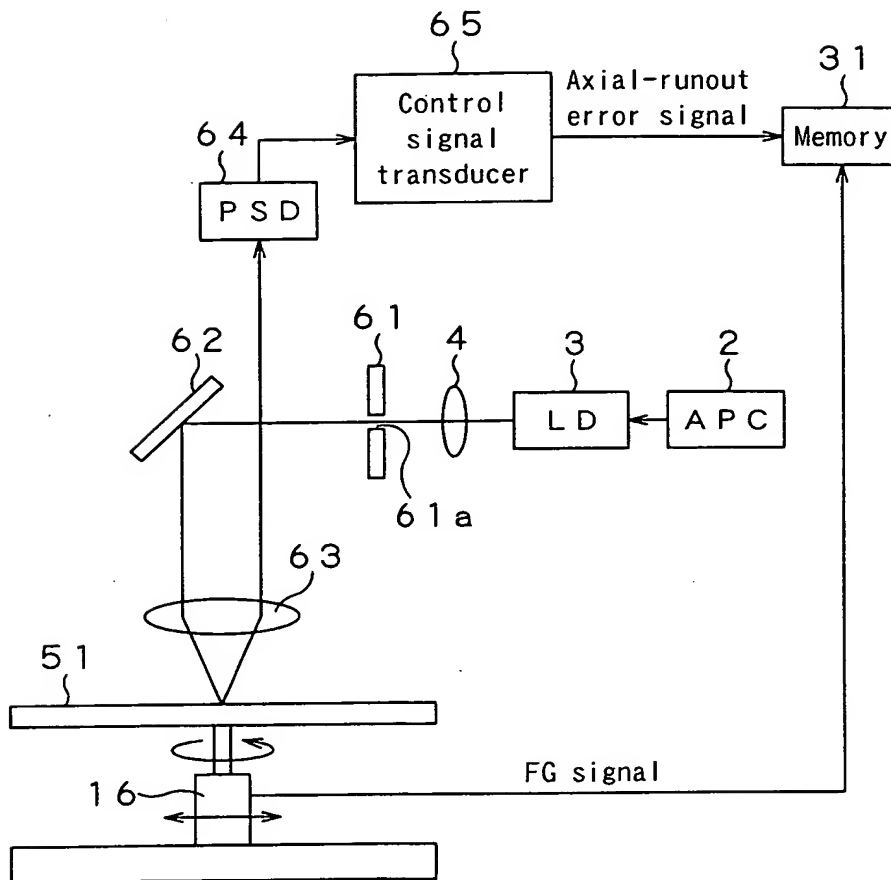 65
Control
signal
transducer
Axial-runout
error signal
31
Memory
64
PSD
62
61
4
3
LD
2
APC
61a
63
51
16
FG signal